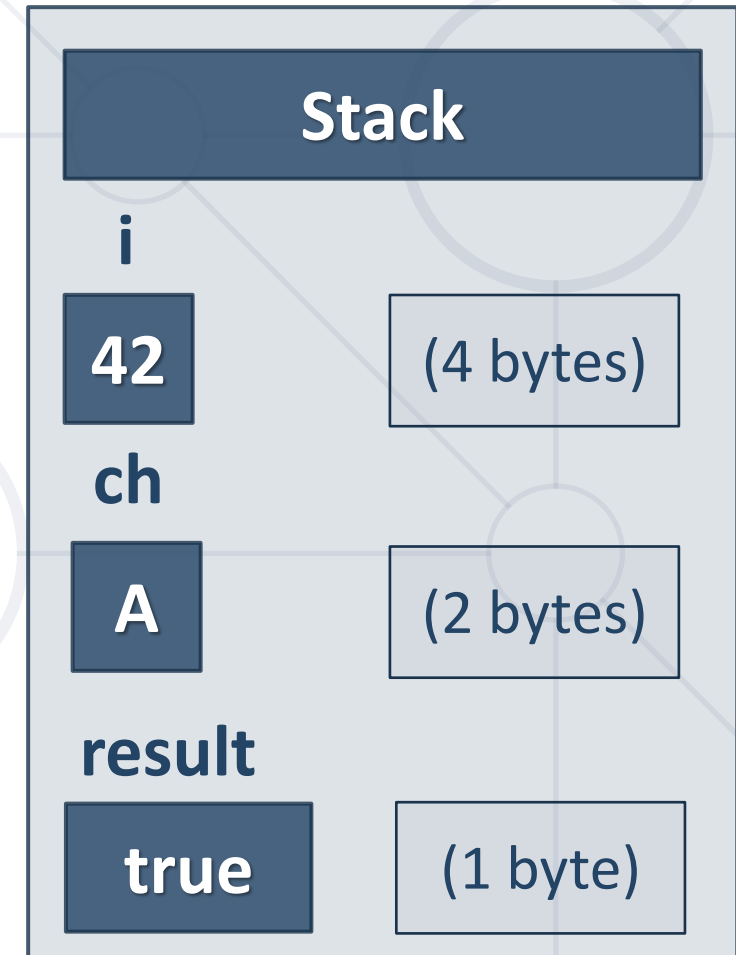 Stack
i
42 (4 bytes)
ch
A (2 bytes)
result
true (1 byte)